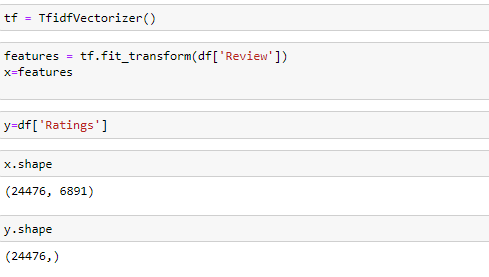 tf = TfidfVectorizer()
features = tf.fit_transform(df['Review'])
x=features
y=df['Ratings']
x.shape
(24476, 6891)
y.shape
(24476,)